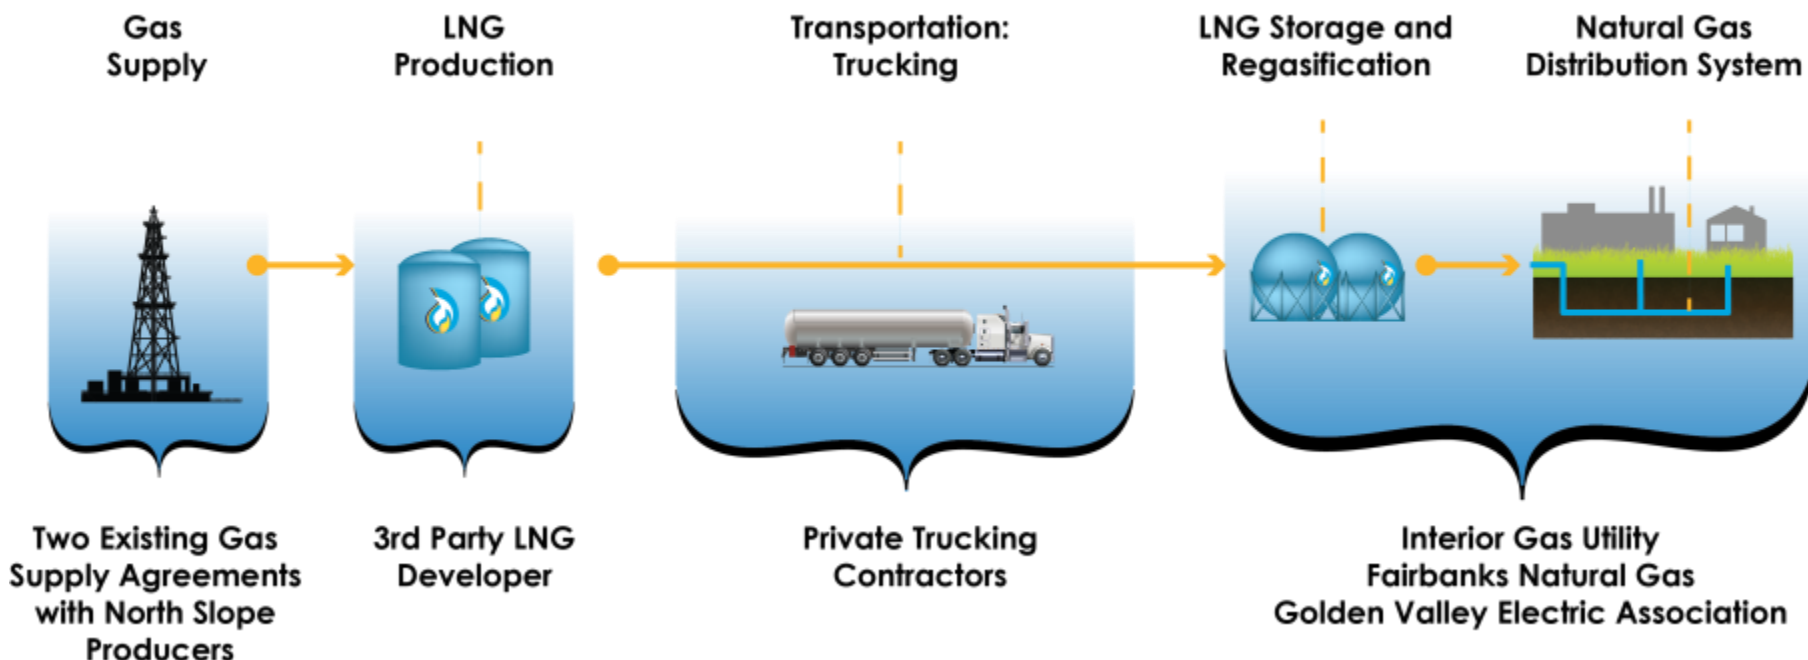 Gas
Supply
LNG
Production
Transportation:
Trucking
LNG Storage and
Regasification
Natural Gas
Distribution System
Two Existing Gas
Supply Agreements
with North Slope
Producers
3rd Party LNG
Developer
Private Trucking
Contractors
Interior Gas Utility
Fairbanks Natural Gas
Golden Valley Electric Association